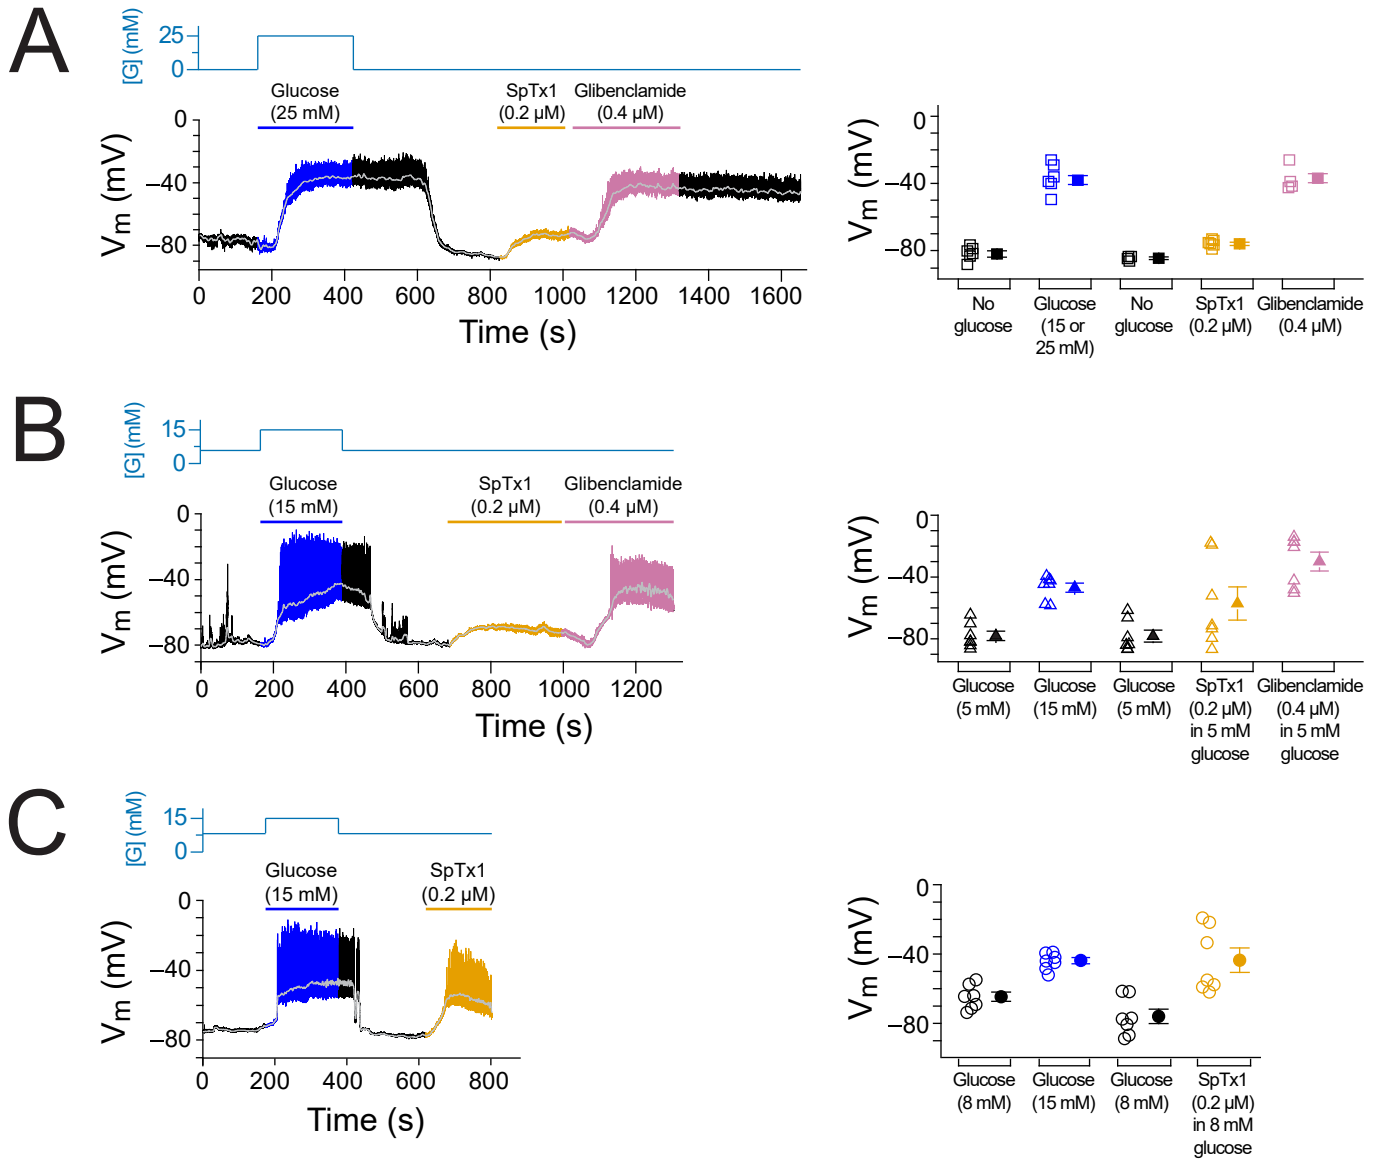 A
[G] (mM)
25
0
Glucose
(25 mM)
SpTx1
(0.2 µM)
Glibenclamide
(0.4 µM)
Vm (mV)
0
−40
−80
0 200 400 600 800 1000 1200 1400 1600
Time (s)
Vm (mV)
0
−40
−80
No
glucose
Glucose
(15 or
25 mM)
No
glucose
SpTx1
(0.2 µM)
Glibenclamide
(0.4 µM)
B
[G] (mM)
15
0
Glucose
(15 mM)
SpTx1
(0.2 µM)
Glibenclamide
(0.4 µM)
Vm (mV)
0
−40
−80
0 200 400 600 800 1000 1200
Time (s)
Vm (mV)
0
−40
−80
Glucose
(5 mM)
Glucose
(15 mM)
Glucose
(5 mM)
SpTx1
(0.2 µM)
in 5 mM
glucose
Glibenclamide
(0.4 µM)
in 5 mM
glucose
C
[G] (mM)
15
0
Glucose
(15 mM)
SpTx1
(0.2 µM)
Vm (mV)
0
−40
−80
0 200 400 600 800
Time (s)
Vm (mV)
0
−40
−80
Glucose
(8 mM)
Glucose
(15 mM)
Glucose
(8 mM)
SpTx1
(0.2 µM)
in 8 mM
glucose